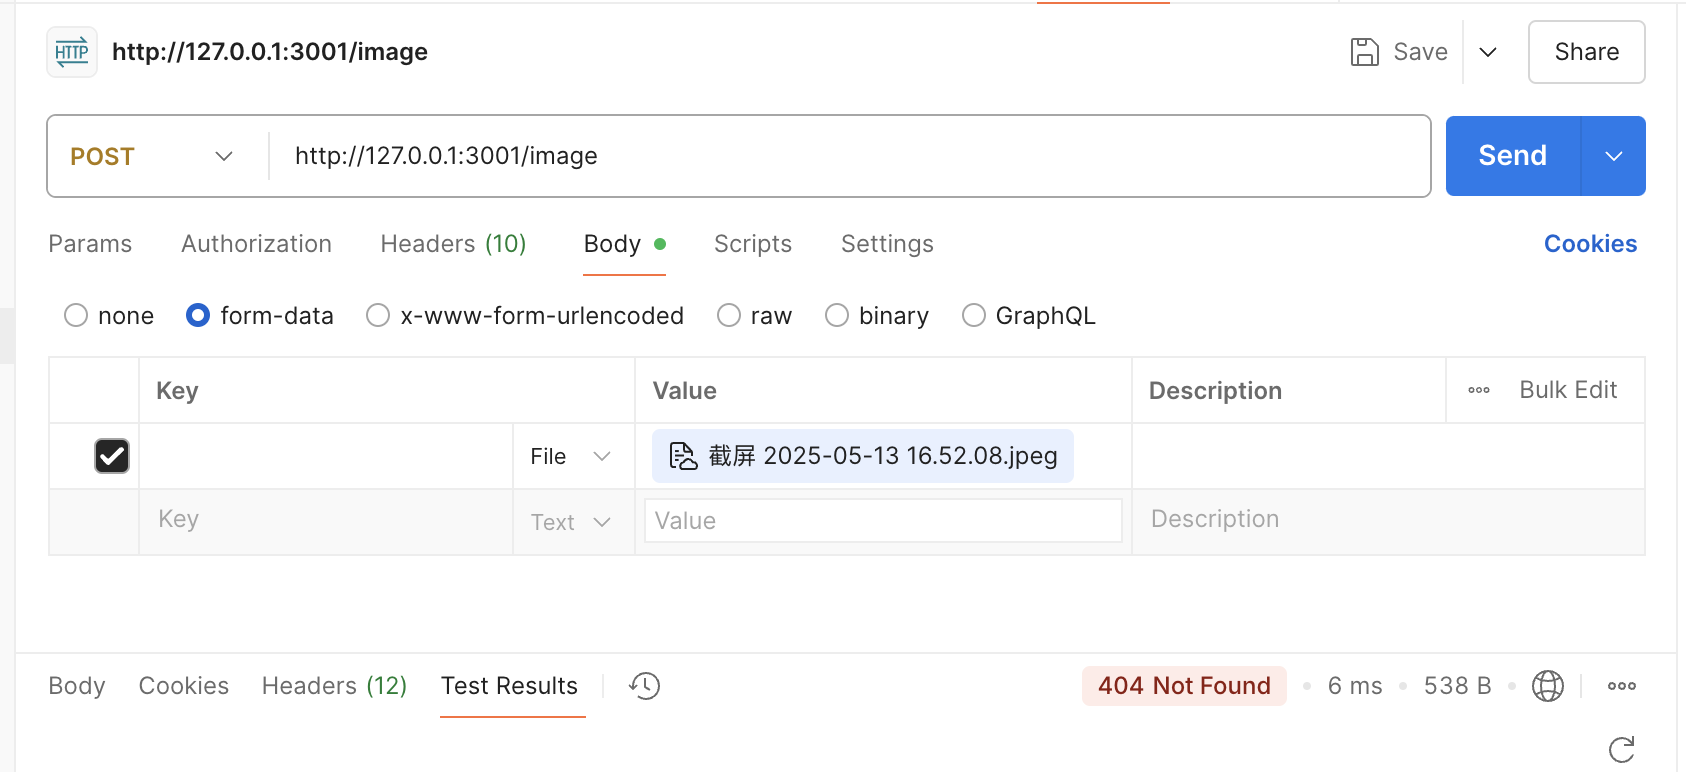 HTTP http://127.0.0.1:3001/image Save Share
POST http://127.0.0.1:3001/image Send
Params Authorization Headers (10) Body Scripts Settings Cookies
none form-data x-www-form-urlencoded raw binary GraphQL
Key Value Description Bulk Edit
File 截屏 2025-05-13 16.52.08.jpeg
Key Text Value Description
Body Cookies Headers (12) Test Results 404 Not Found 6 ms 538 B